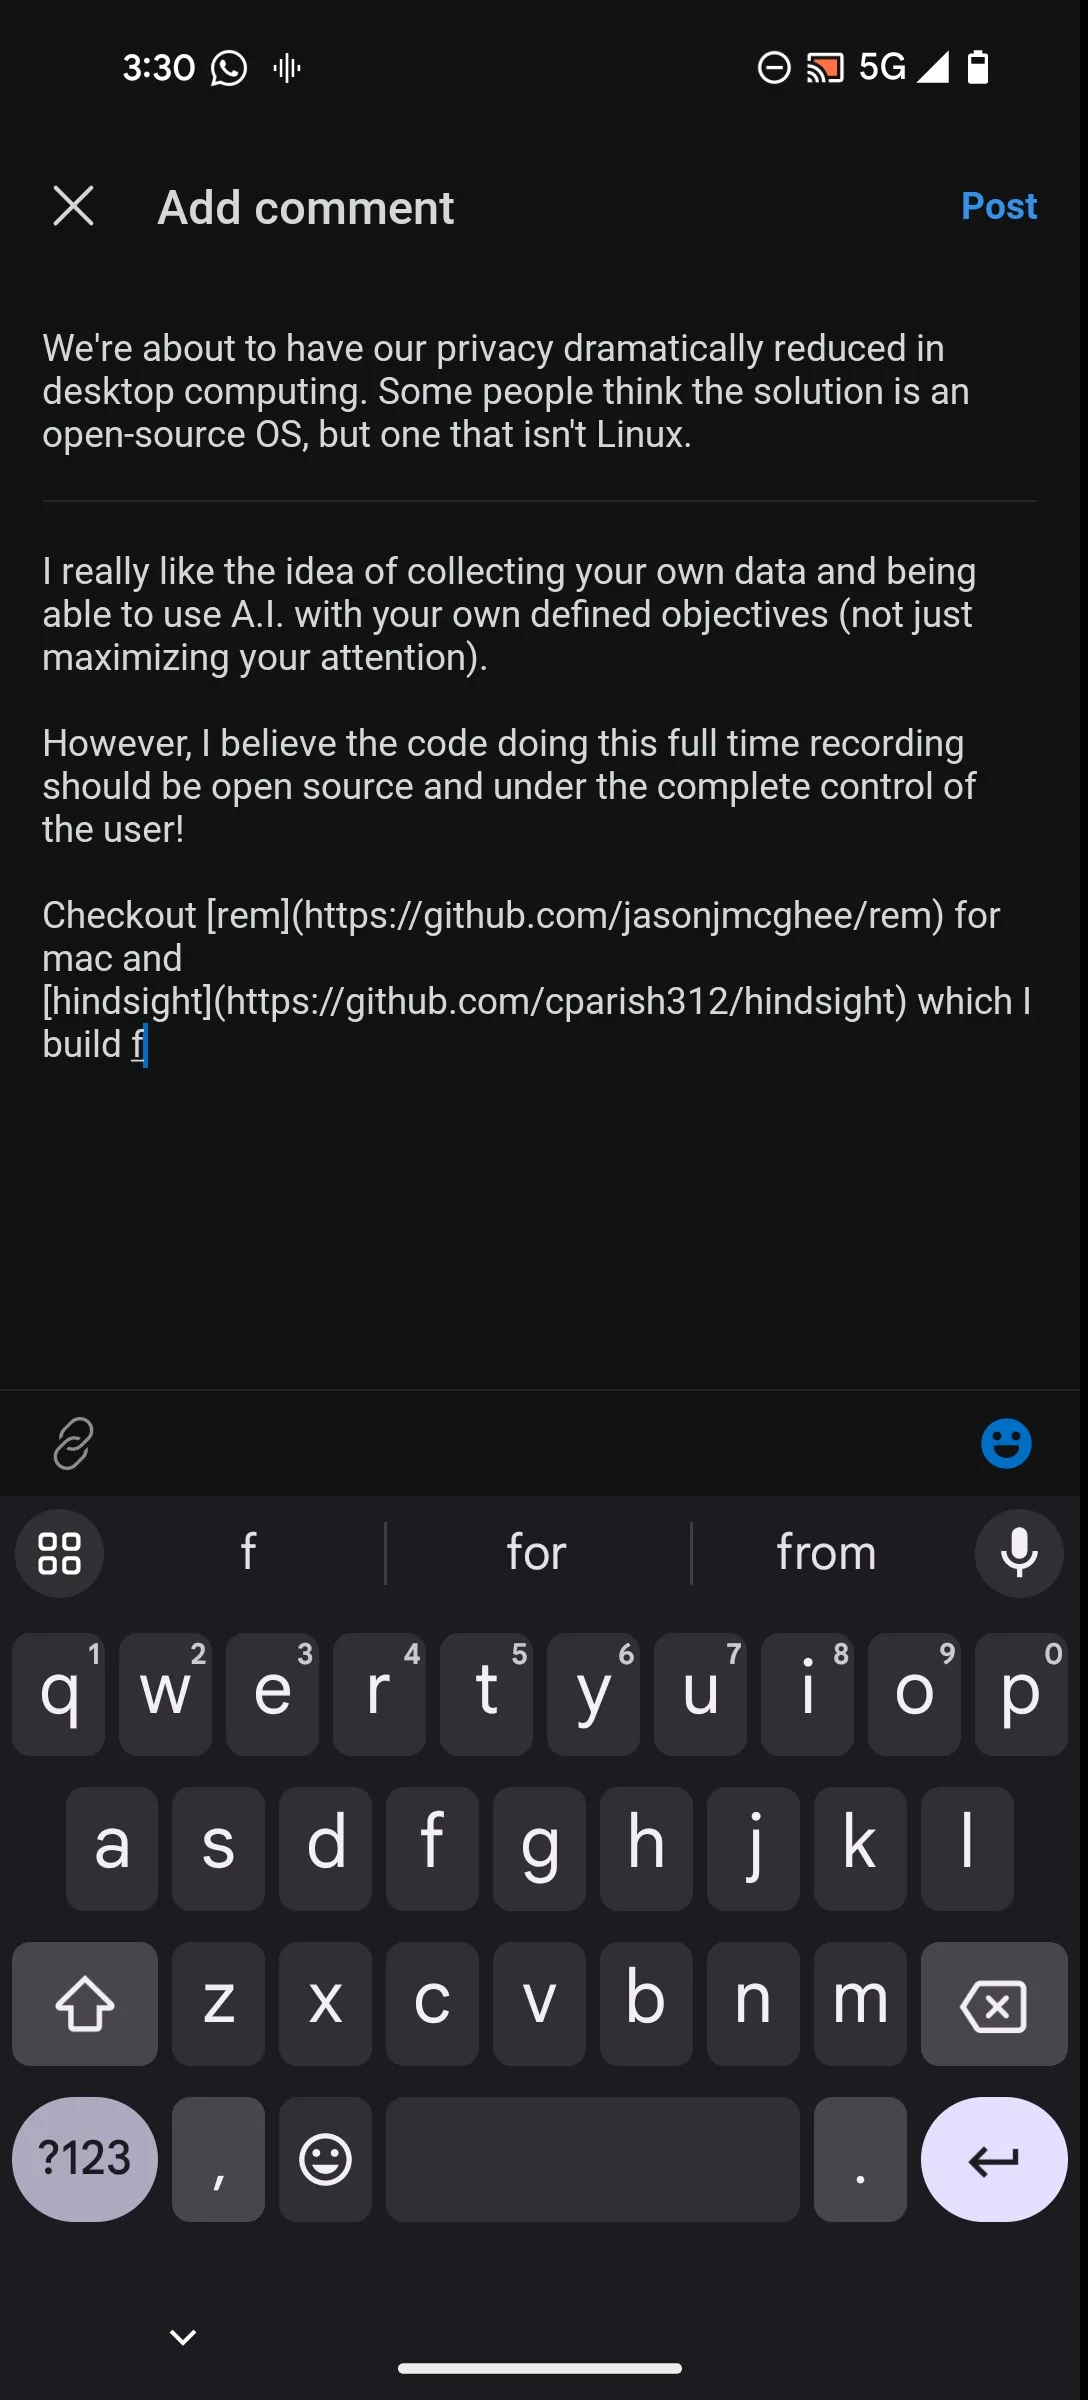 3:30 5G
Add comment Post
We're about to have our privacy dramatically reduced in
desktop computing. Some people think the solution is an
open-source OS, but one that isn't Linux.
I really like the idea of collecting your own data and being
able to use A.I. with your own defined objectives (not just
maximizing your attention).
However, I believe the code doing this full time recording
should be open source and under the complete control of
the user!
Checkout [rem](https://github.com/jasonjmcghee/rem) for
mac and
[hindsight](https://github.com/cparish312/hindsight) which I
build f
f for from
1 2 3 4 5 6 7 8 9 0
q w e r t y u i o p
a s d f g h j k l
z x c v b n m
?123 , .